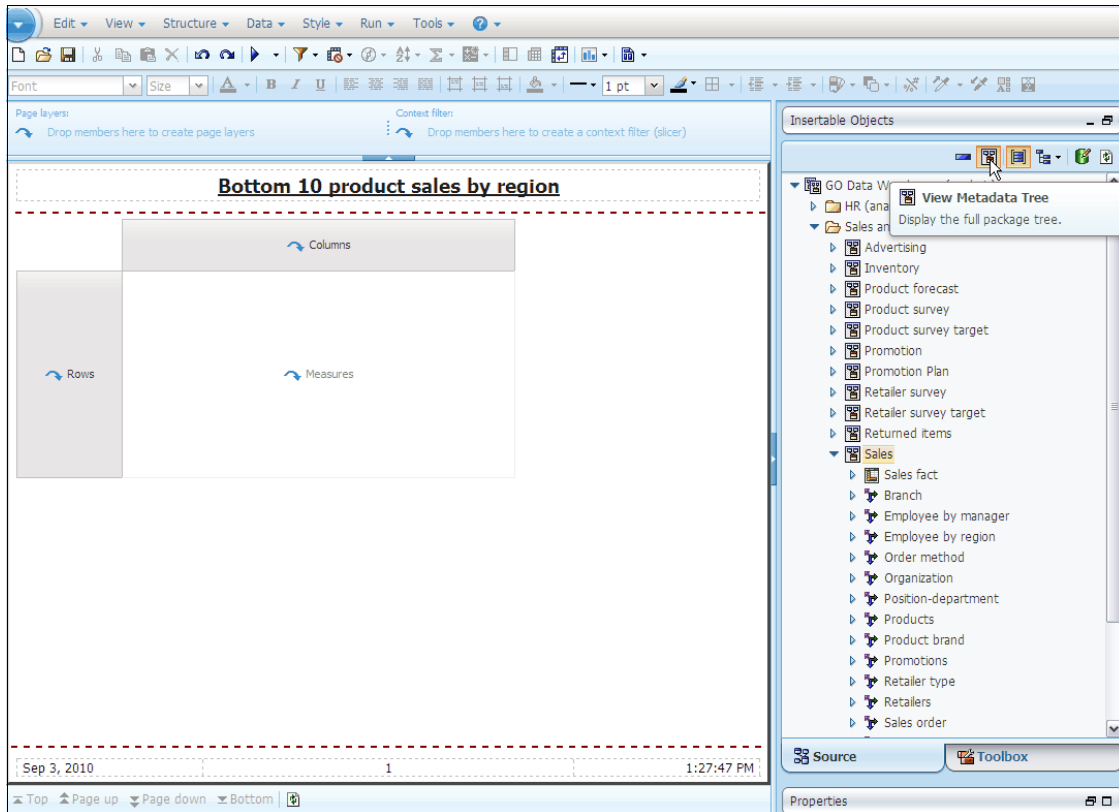 Edit View Structure Data Style Run Tools
Font Size 1 pt
Page layers:
Drop members here to create page layers
Context filter:
Drop members here to create a context filter (slicer)
Bottom 10 product sales by region
Columns
Rows
Measures
Sep 3, 2010 1 1:27:47 PM
Top Page up Page down Bottom
Insertable Objects
GO Data W
View Metadata Tree
Display the full package tree.
HR (ana
Sales an
Advertising
Inventory
Product forecast
Product survey
Product survey target
Promotion
Promotion Plan
Retailer survey
Retailer survey target
Returned items
Sales
Sales fact
Branch
Employee by manager
Employee by region
Order method
Organization
Position-department
Products
Product brand
Promotions
Retailer type
Retailers
Sales order
Source Toolbox
Properties